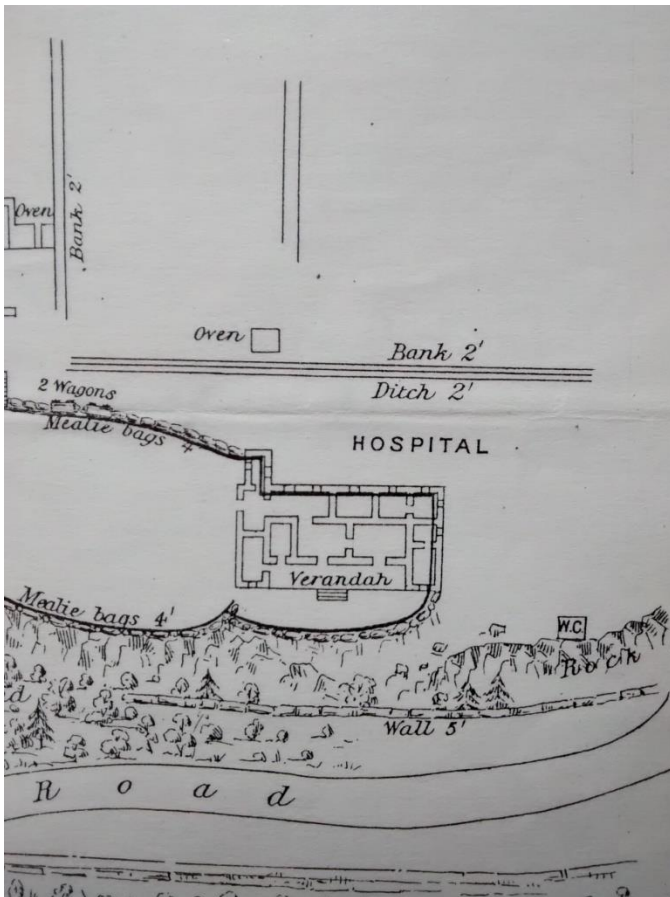 Bank 2'
Oven
Oven
Bank 2'
Ditch 2'
2 Wagons
Mealie bags 4'
HOSPITAL
Verandah
Mealie bags 4'
W.C
Rock
d
Wall 5'
Road